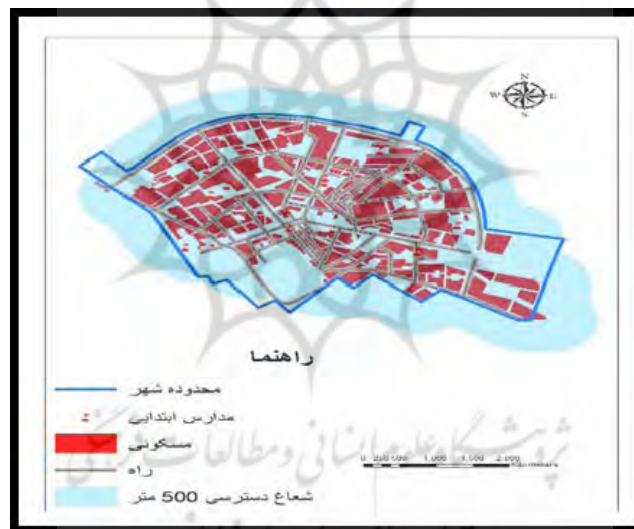 N
W E
S
راهنما
محدوده شهر
مدارس ابتدایی
مسکونی
راه
شعاع دسترسی 500 متر
پژوهشگاه علوم انسانی و مطالعات فرهنگی
0 250 500 1,000 1,500 2,000